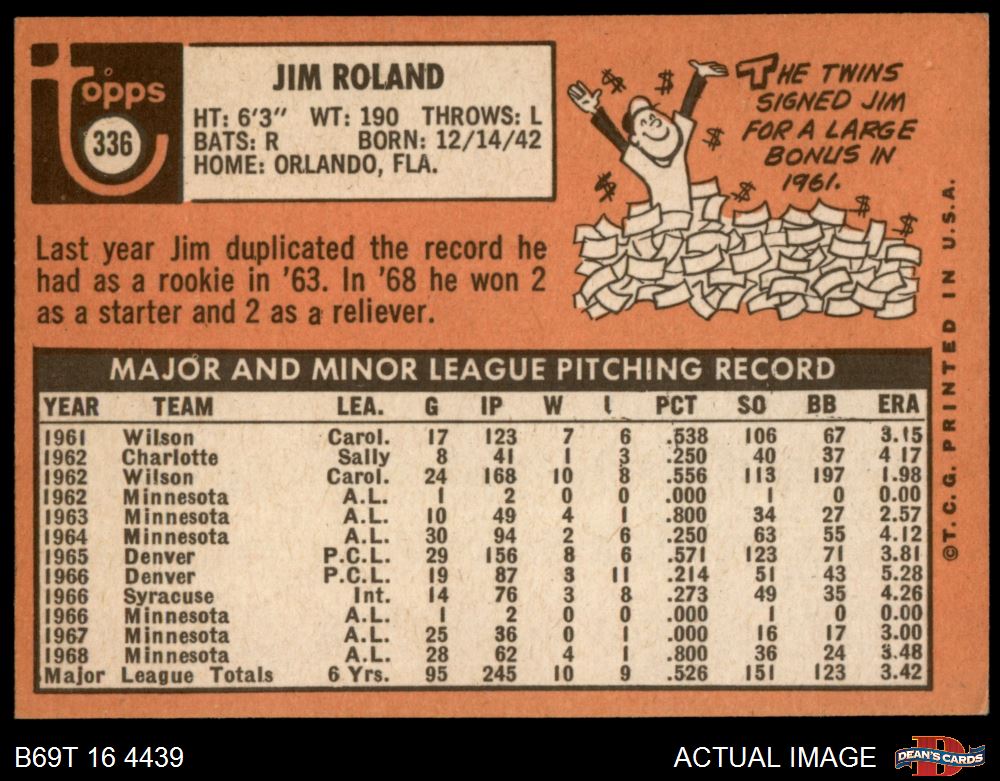 Topps
336
JIM ROLAND
HT: 6'3" WT: 190 THROWS: L
BATS: R BORN: 12/14/42
HOME: ORLANDO, FLA.
THE TWINS
SIGNED JIM
FOR A LARGE
BONUS IN
1961.
$ $ $ $ $ $ $
Last year Jim duplicated the record he
had as a rookie in '63. In '68 he won 2
as a starter and 2 as a reliever.
MAJOR AND MINOR LEAGUE PITCHING RECORD
YEAR TEAM LEA. G IP W L PCT SO BB ERA
1961 Wilson Carol. 17 123 7 6 .538 106 67 3.15
1962 Charlotte Sally 8 41 1 3 .250 40 37 4 17
1962 Wilson Carol. 24 168 10 8 .556 113 197 1.98
1962 Minnesota A.L. 1 2 0 0 .000 1 0 0.00
1963 Minnesota A.L. 10 49 4 1 .800 34 27 2.57
1964 Minnesota A.L. 30 94 2 6 .250 63 55 4.12
1965 Denver P.C.L. 29 156 8 6 .571 123 71 3.81
1966 Denver P.C.L. 19 87 3 11 .214 51 43 5.28
1966 Syracuse Int. 14 76 3 8 .273 49 35 4.26
1966 Minnesota A.L. 1 2 0 0 .000 1 0 0.00
1967 Minnesota A.L. 25 36 0 1 .000 16 17 3.00
1968 Minnesota A.L. 28 62 4 1 .800 36 24 3.48
Major League Totals 6 Yrs. 95 245 10 9 .526 151 123 3.42
©T. C. G. PRINTED IN U.S.A.
B69T 16 4439
ACTUAL IMAGE
D
DEAN'S CARDS